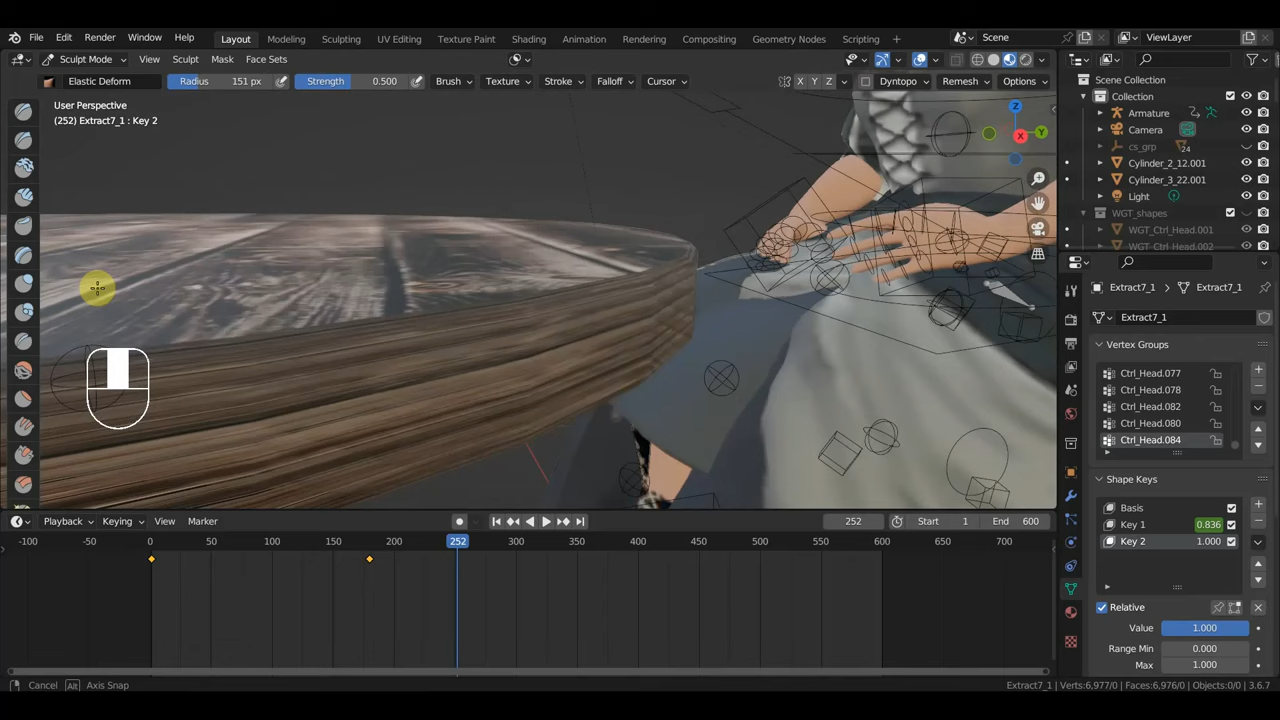 File Edit Render Window Help Layout Modeling Sculpting UV Editing Texture Paint Shading Animation Rendering Compositing Geometry Nodes Scripting + Scene ViewLayer
Sculpt Mode View Sculpt Mask Face Sets
Elastic Deform Radius 151 px Strength 0.500 Brush Texture Stroke Falloff Cursor X Y Z Dyntopo Remesh Options
User Perspective
(252) Extract7_1 : Key 2
Z
Y
X
Scene Collection
Collection
Armature
Camera
cs_grp 24
Cylinder_2_12.001
Cylinder_3_22.001
Light
WGT_shapes
WGT_Ctrl_Head.001
WGT_Ctrl_Head.002
Extract7_1 > Extract7_1
Extract7_1
Vertex Groups
Ctrl_Head.077
Ctrl_Head.078
Ctrl_Head.082
Ctrl_Head.080
Ctrl_Head.084
Shape Keys
Basis
Key 1 0.836
Key 2 1.000
Relative
Value 1.000
Range Min 0.000
Max 1.000
Playback Keying View Marker 252 Start 1 End 600
-100 -50 0 50 100 150 200 252 300 350 400 450 500 550 600 650 700
Cancel Alt Axis Snap
Extract7_1 | Verts:6,977/0 | Faces:6,976/0 | Objects:0/0 | 3.6.7